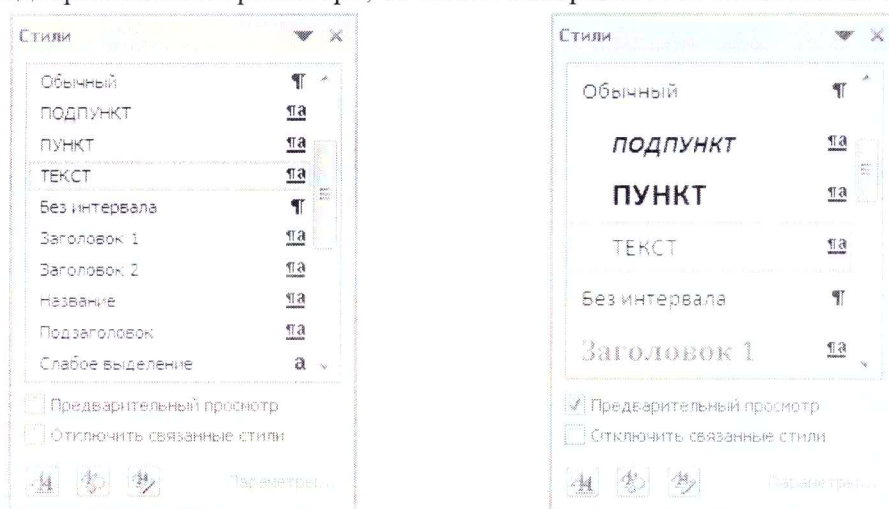 Стили
Обычный
ПОДПУНКТ
ПУНКТ
ТЕКСТ
Без интервала
Заголовок 1
Заголовок 2
Название
Подзаголовок
Слабое выделение
Предварительный просмотр
Отключить связанные стили
Параметры...
Стили
Обычный
ПОДПУНКТ
ПУНКТ
ТЕКСТ
Без интервала
Заголовок 1
Предварительный просмотр
Отключить связанные стили
Параметры...